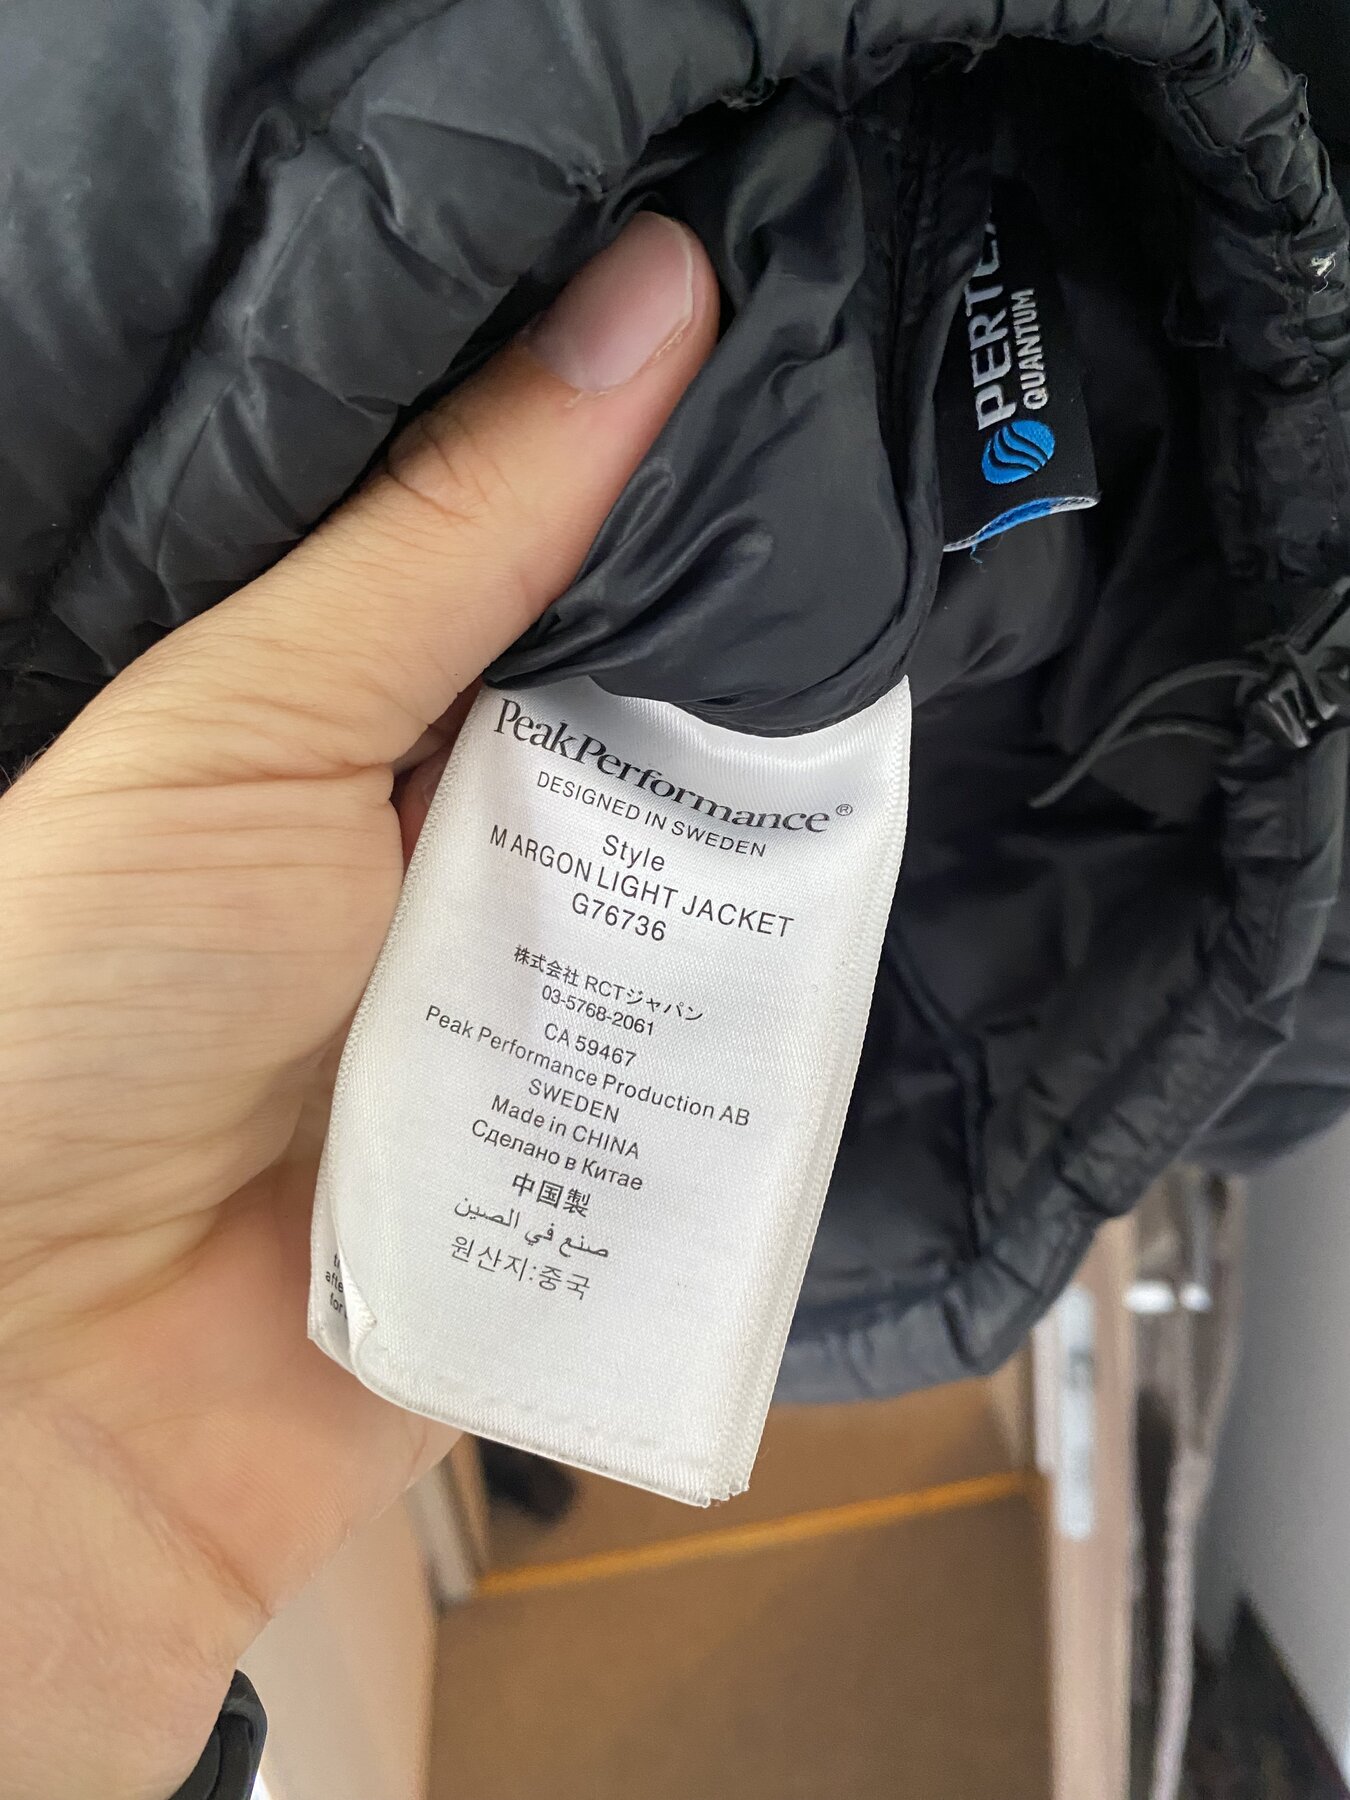 PERTE
QUANTUM
PeakPerformance®
DESIGNED IN SWEDEN
Style
M ARGON LIGHT JACKET
G76736
株式会社 RCTジャパン
03-5768-2061
CA 59467
Peak Performance Production AB
SWEDEN
Made in CHINA
Сделано в Китае
中国製
صنع في الصين
원산지:중국